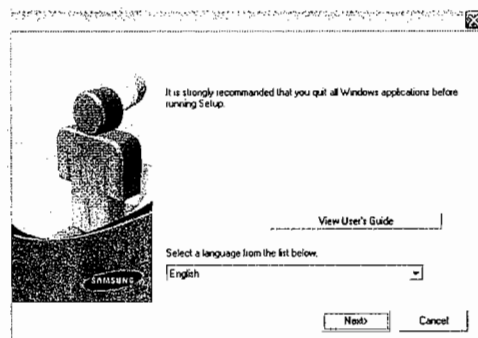 It is strongly recommanded that you quit all Windows applications before
running Setup.
View User's Guide
Select a language from the list below.
English
SAMSUNG
Next>
Cancel